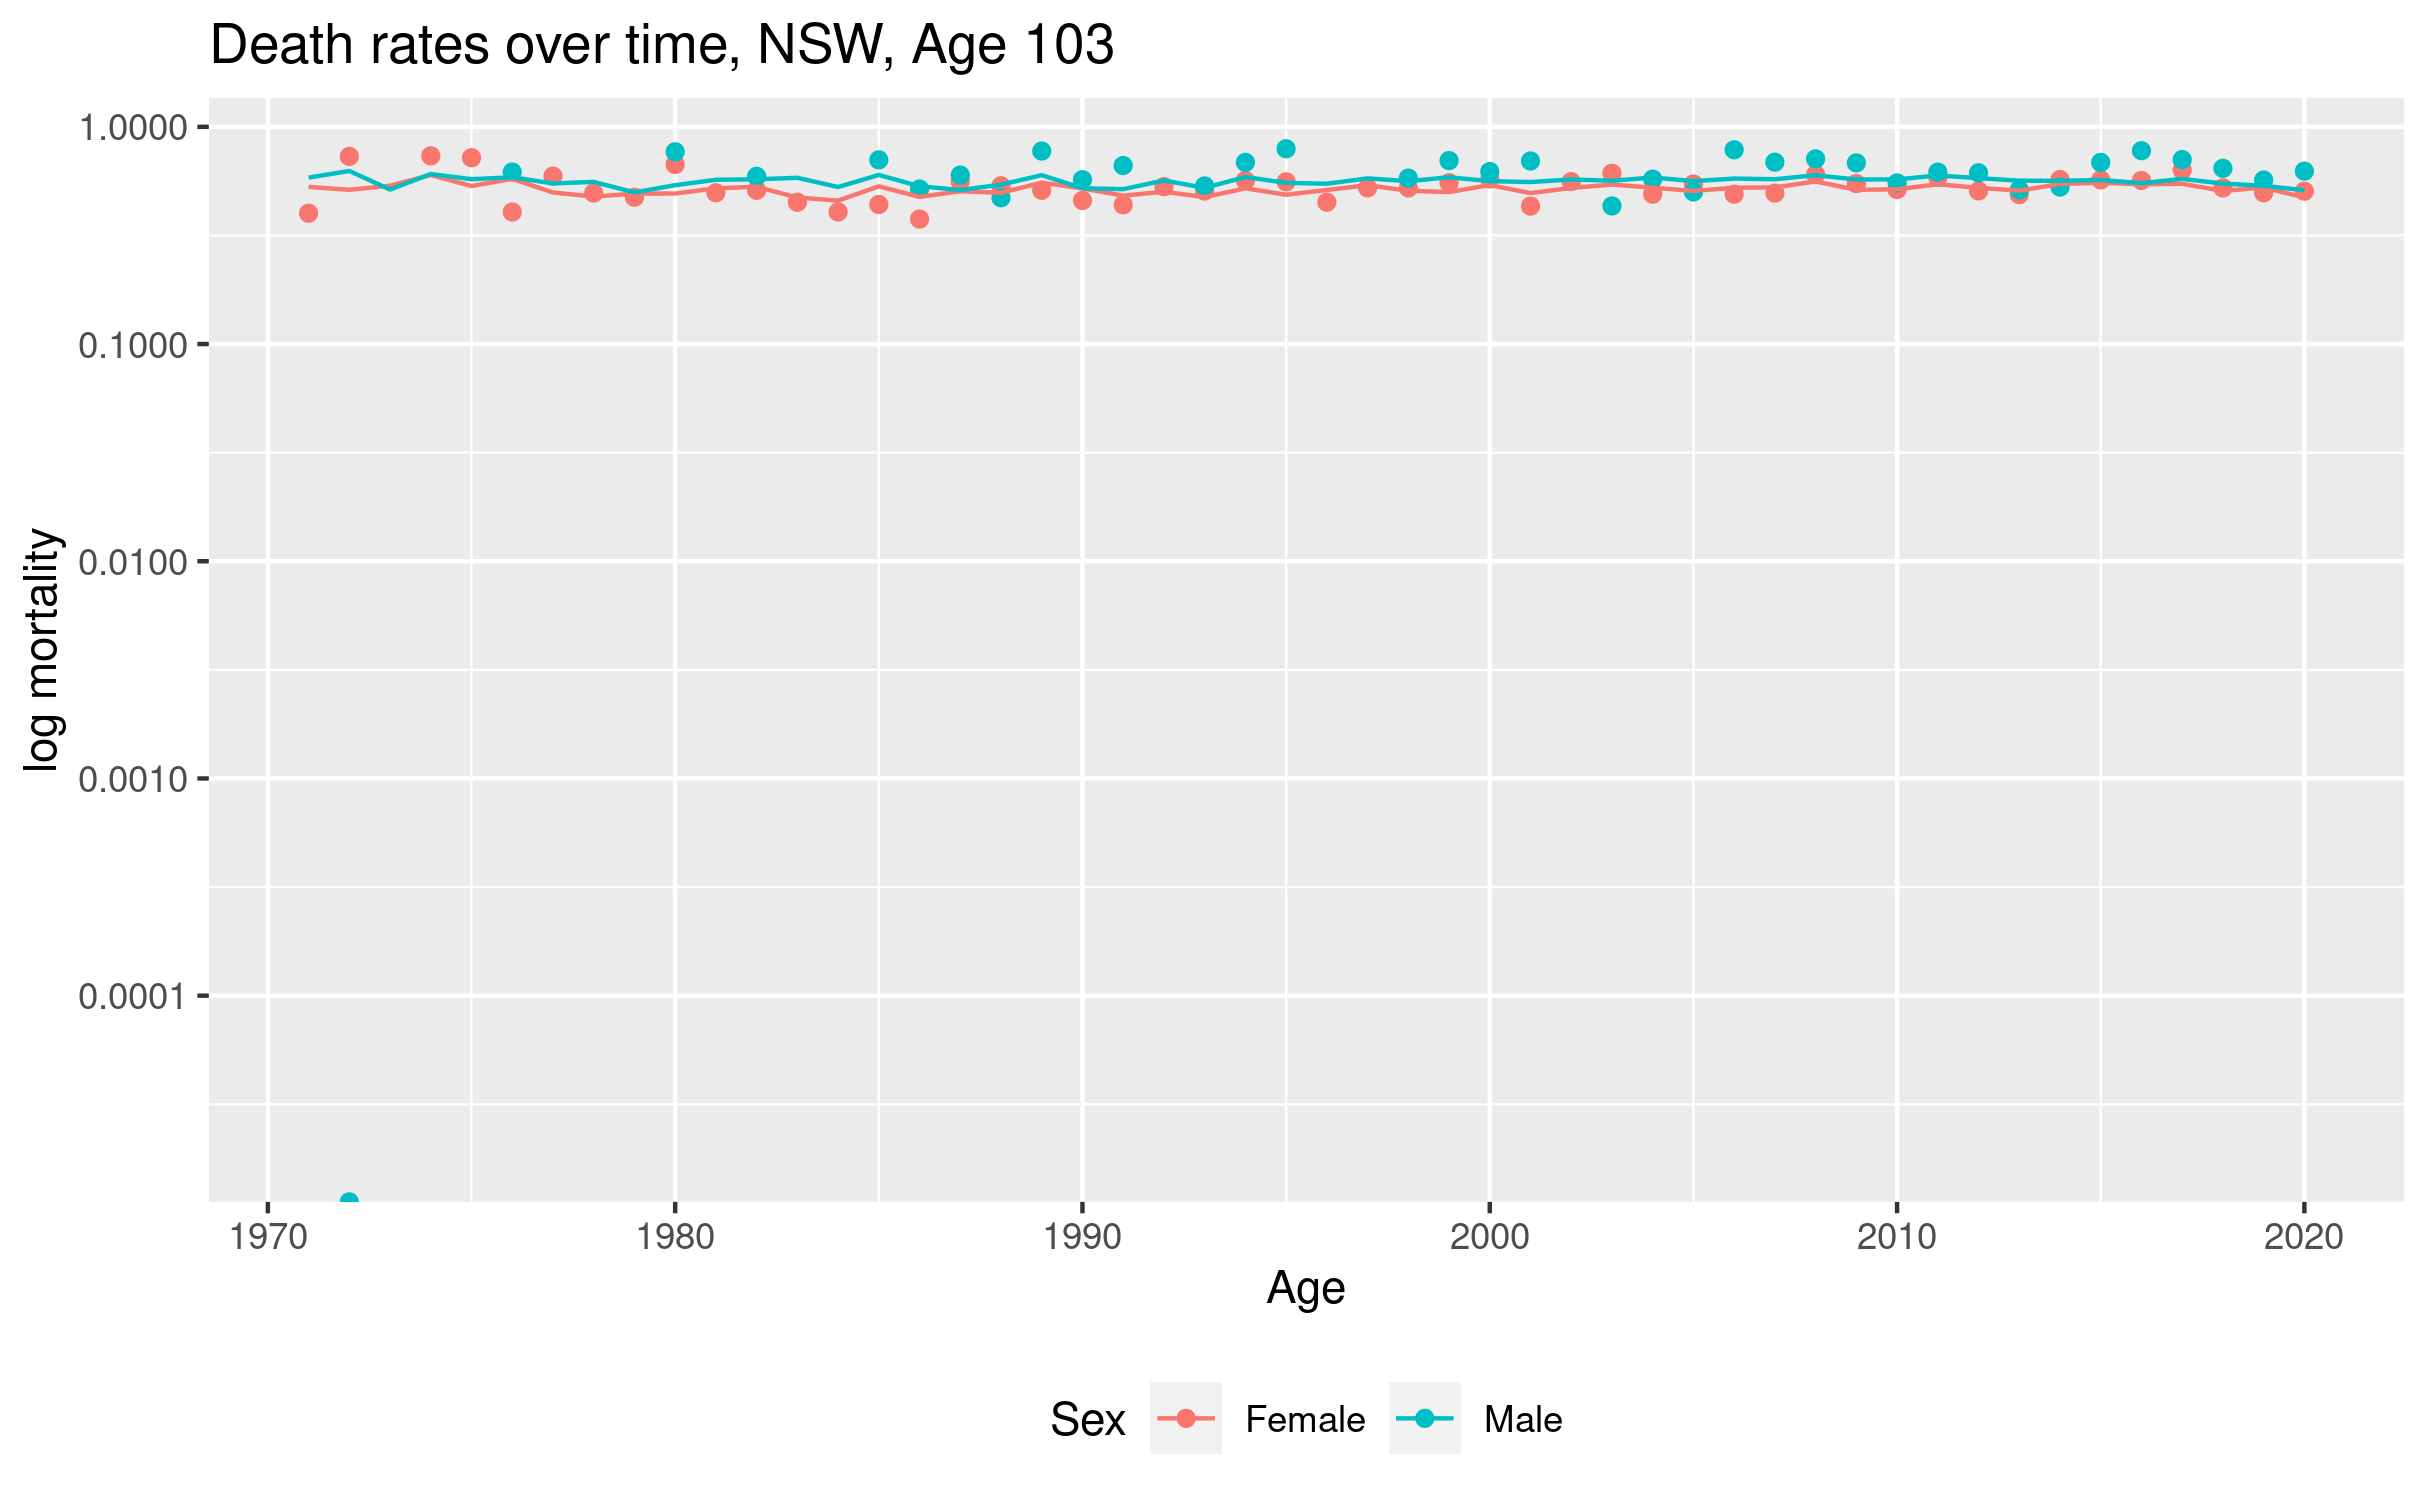 Death rates over time, NSW, Age 103
1.0000
0.1000
0.0100
0.0010
0.0001
log mortality
1970 1980 1990 2000 2010 2020
Age
Sex Female Male